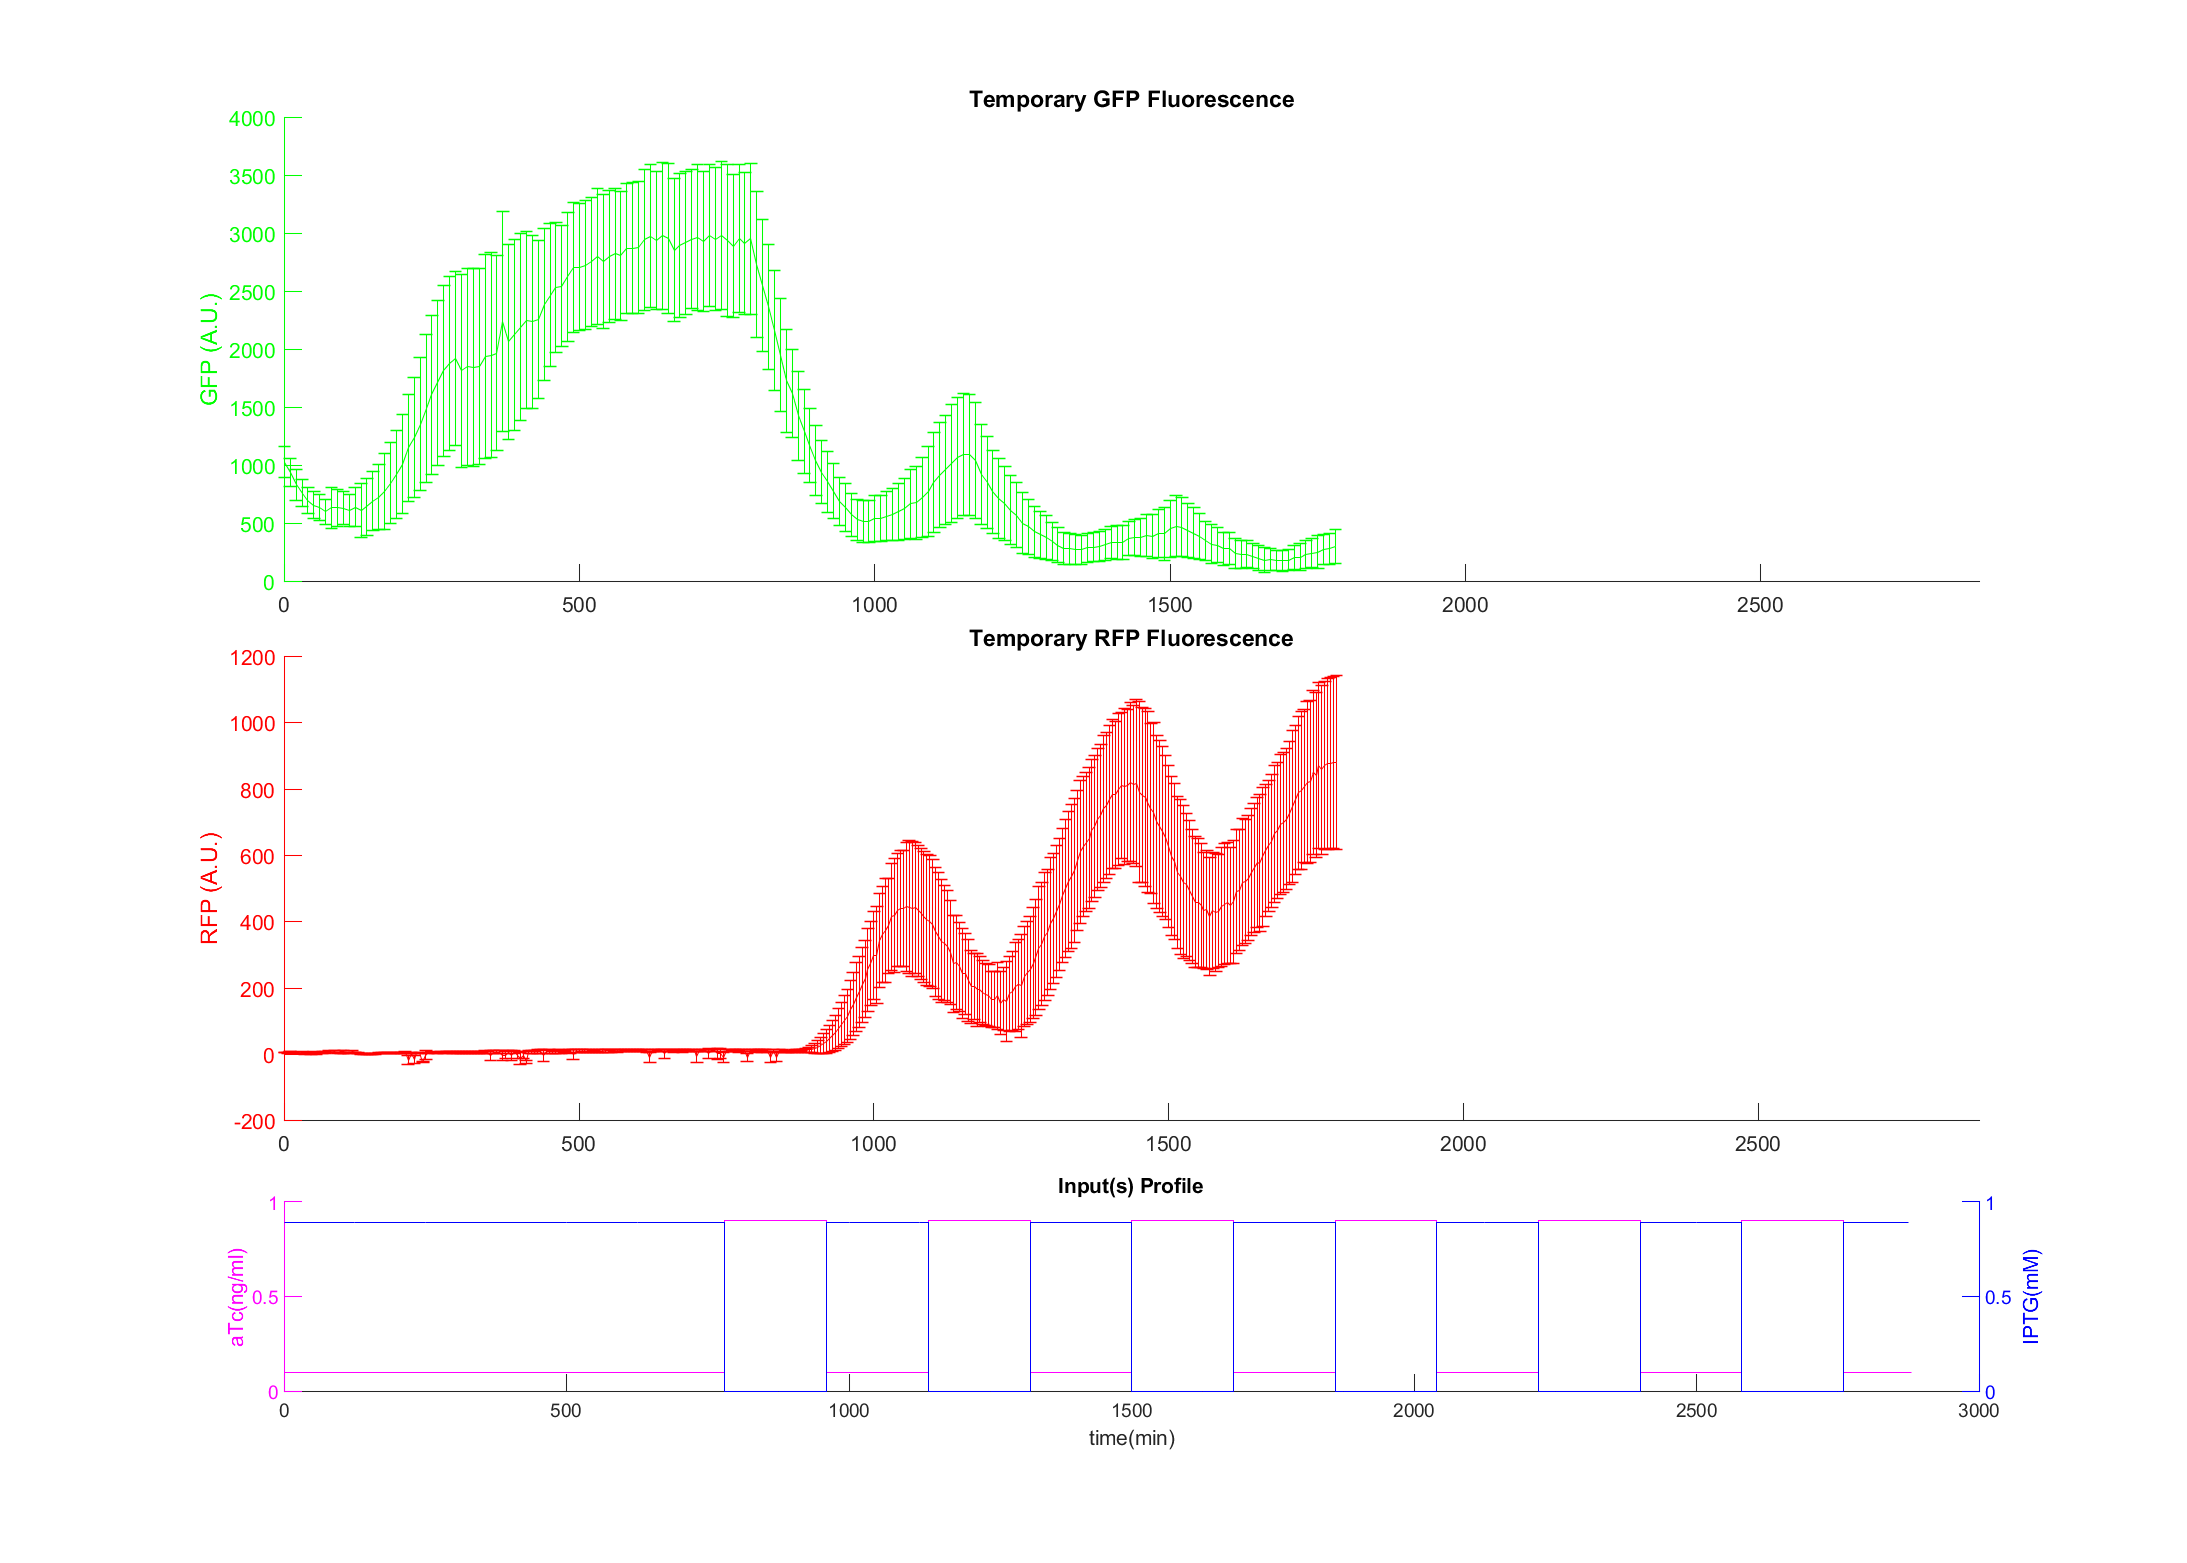 Temporary GFP Fluorescence
4000
3500
3000
2500
2000
1500
1000
500
0
GFP (A.U.)
0 500 1000 1500 2000 2500
Temporary RFP Fluorescence
1200
1000
800
600
400
200
0
-200
RFP (A.U.)
0 500 1000 1500 2000 2500
Input(s) Profile
1
0.5
0
aTc(ng/ml)
1
0.5
0
IPTG(mM)
0 500 1000 1500 2000 2500 3000
time(min)